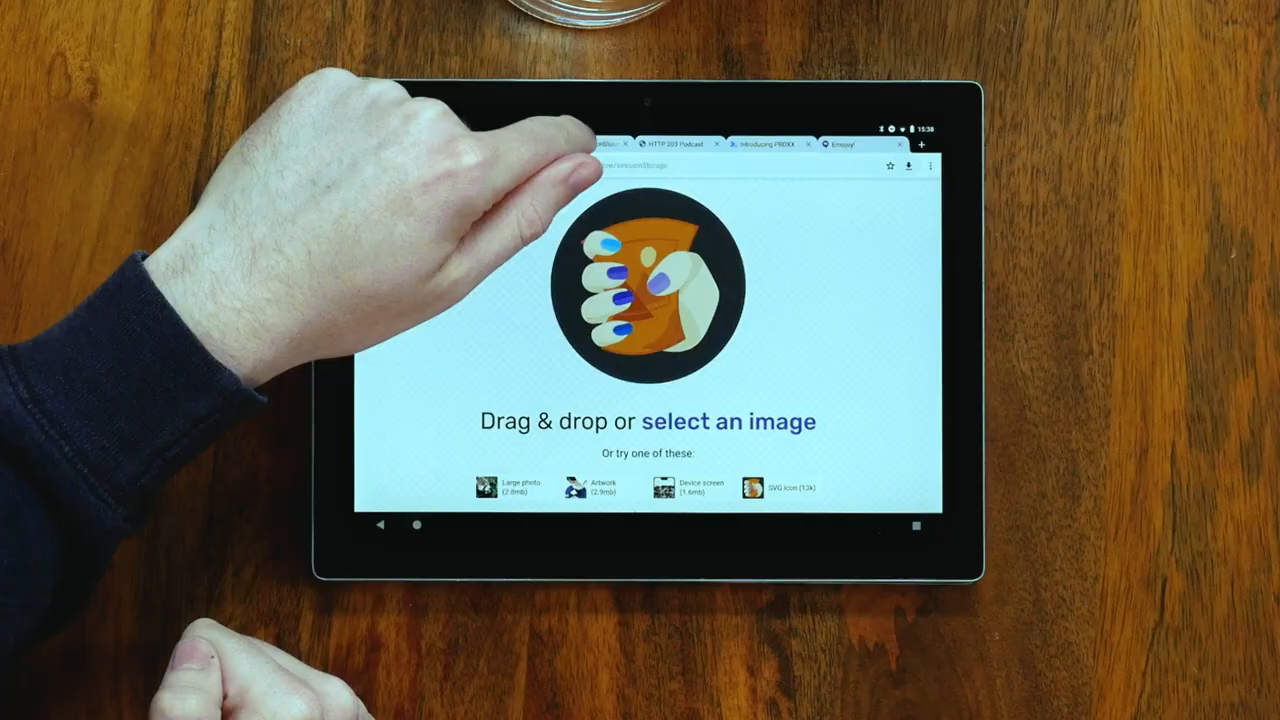 15:38
HTTP 203 Podcast
Introducing PROXX
Emojoy!
Drag & drop or select an image
Or try one of these:
Large photo
(2.8mb)
Artwork
(2.9mb)
Device screen
(1.6mb)
SVG icon (13k)